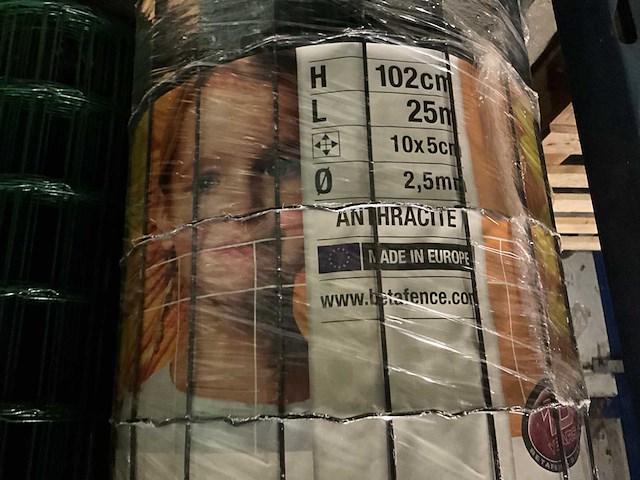 H 102cm
L 25m
10x5cm
Ø 2,5mm
ANTHRACITE
MADE IN EUROPE
www.betafence.com